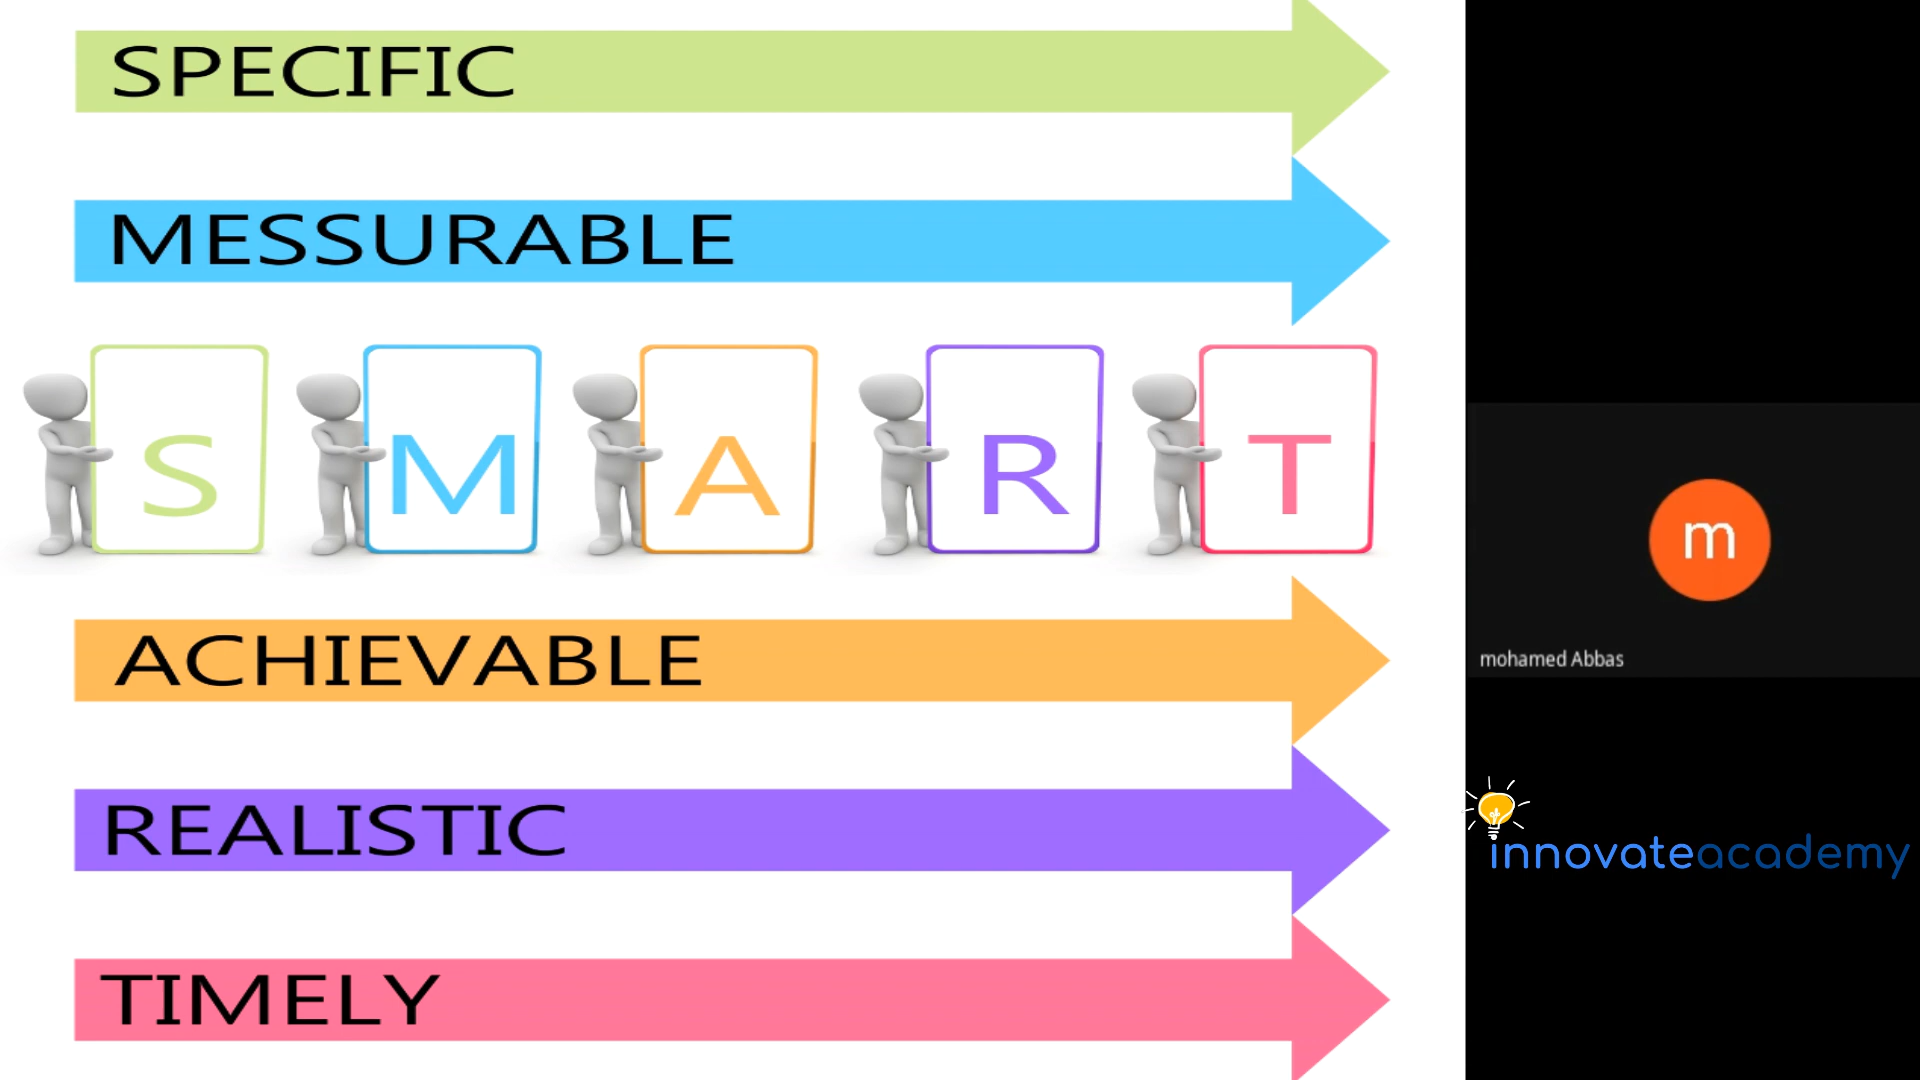 SPECIFIC
MESSURABLE
S M A R T
ACHIEVABLE
REALISTIC
TIMELY
m
mohamed Abbas
innovateacademy